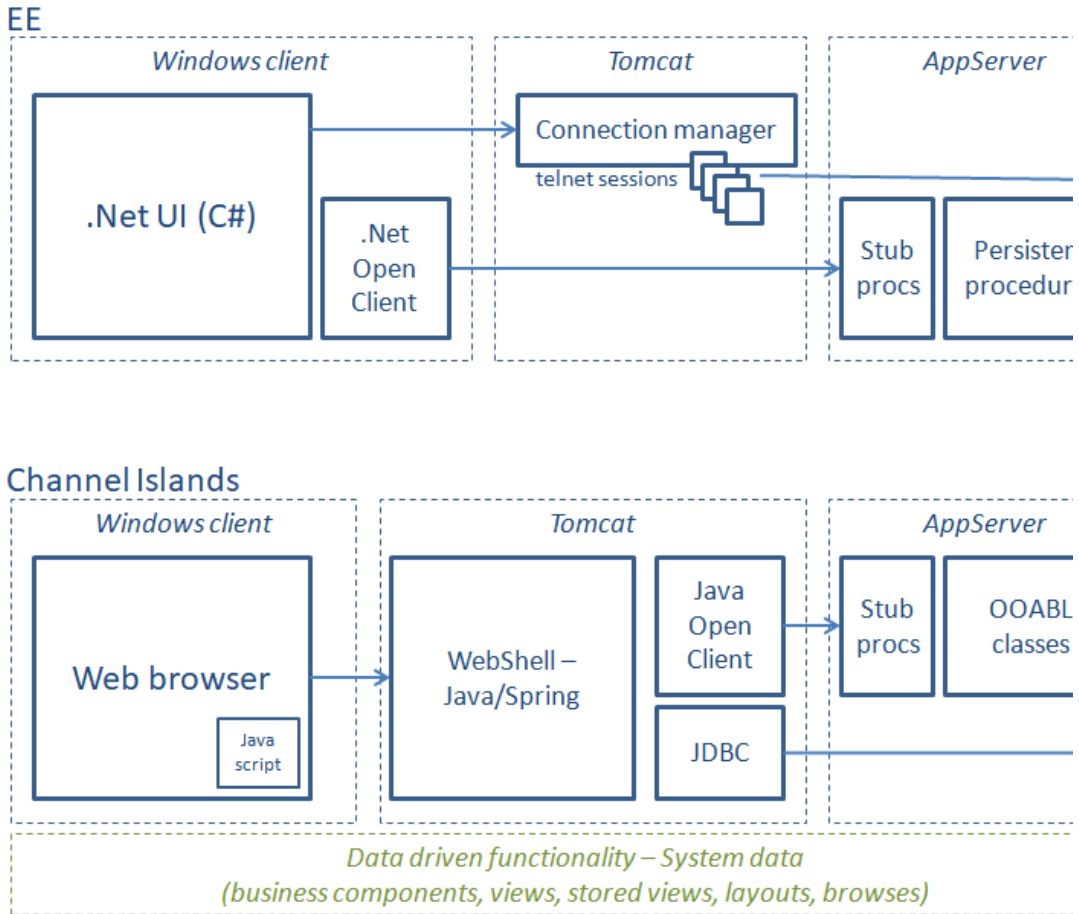 EE
Windows client
Tomcat
AppServer
.Net UI (C#)
.Net
Open
Client
Connection manager
telnet sessions
Stub
procs
Persisten
procedur
Channel Islands
Windows client
Tomcat
AppServer
Web browser
Java
script
WebShell –
Java/Spring
Java
Open
Client
JDBC
Stub
procs
OOABL
classes
Data driven functionality – System data
(business components, views, stored views, layouts, browses)